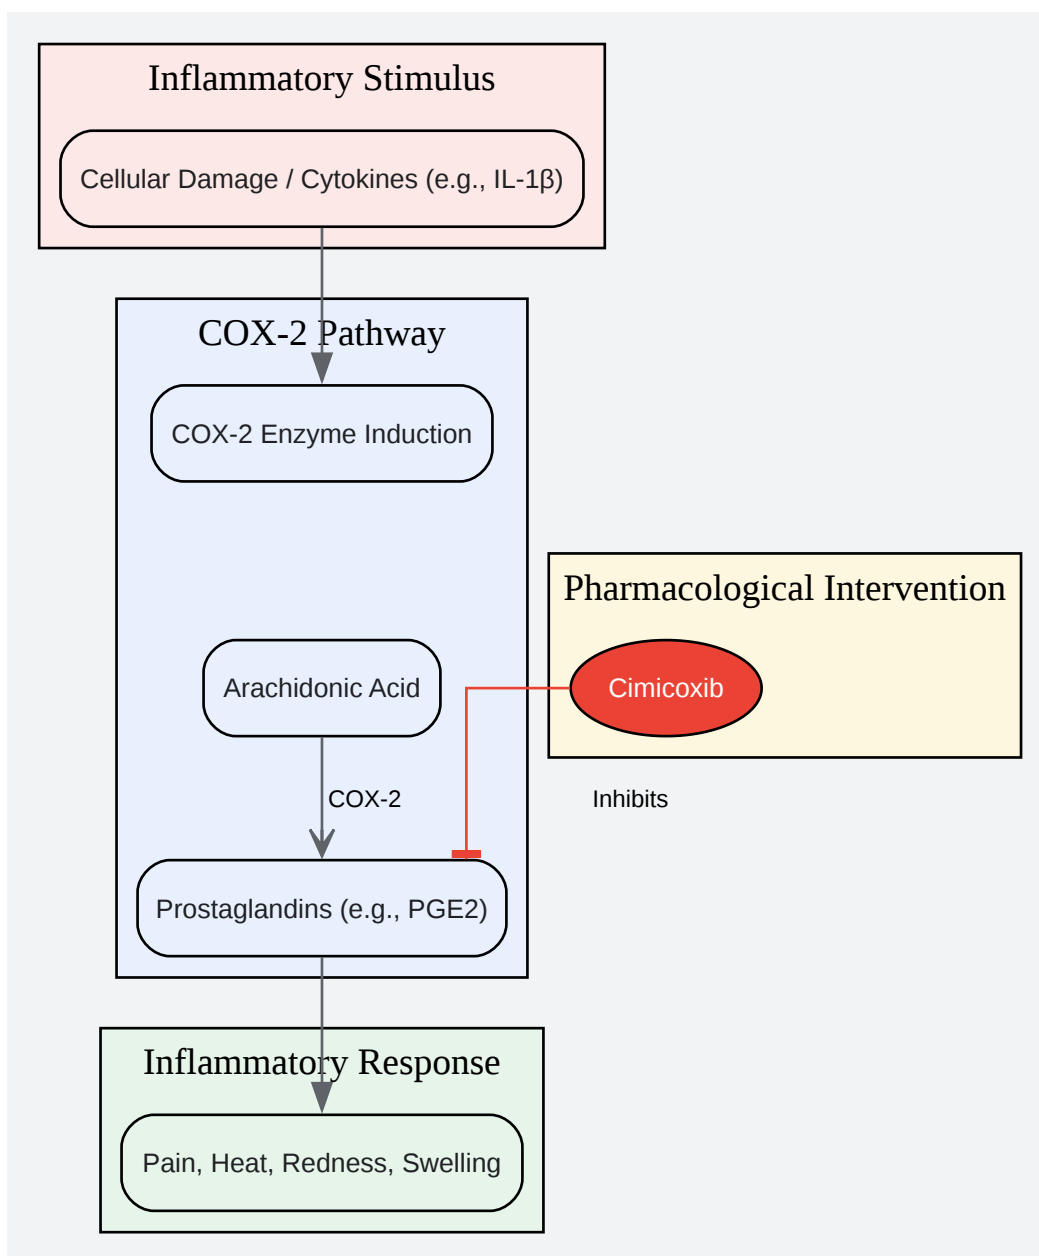 Inflammatory Stimulus
Cellular Damage / Cytokines (e.g., IL-1β)
COX-2 Pathway
COX-2 Enzyme Induction
Pharmacological Intervention
Arachidonic Acid
Cimicoxib
COX-2
Inhibits
Prostaglandins (e.g., PGE2)
Inflammatory Response
Pain, Heat, Redness, Swelling